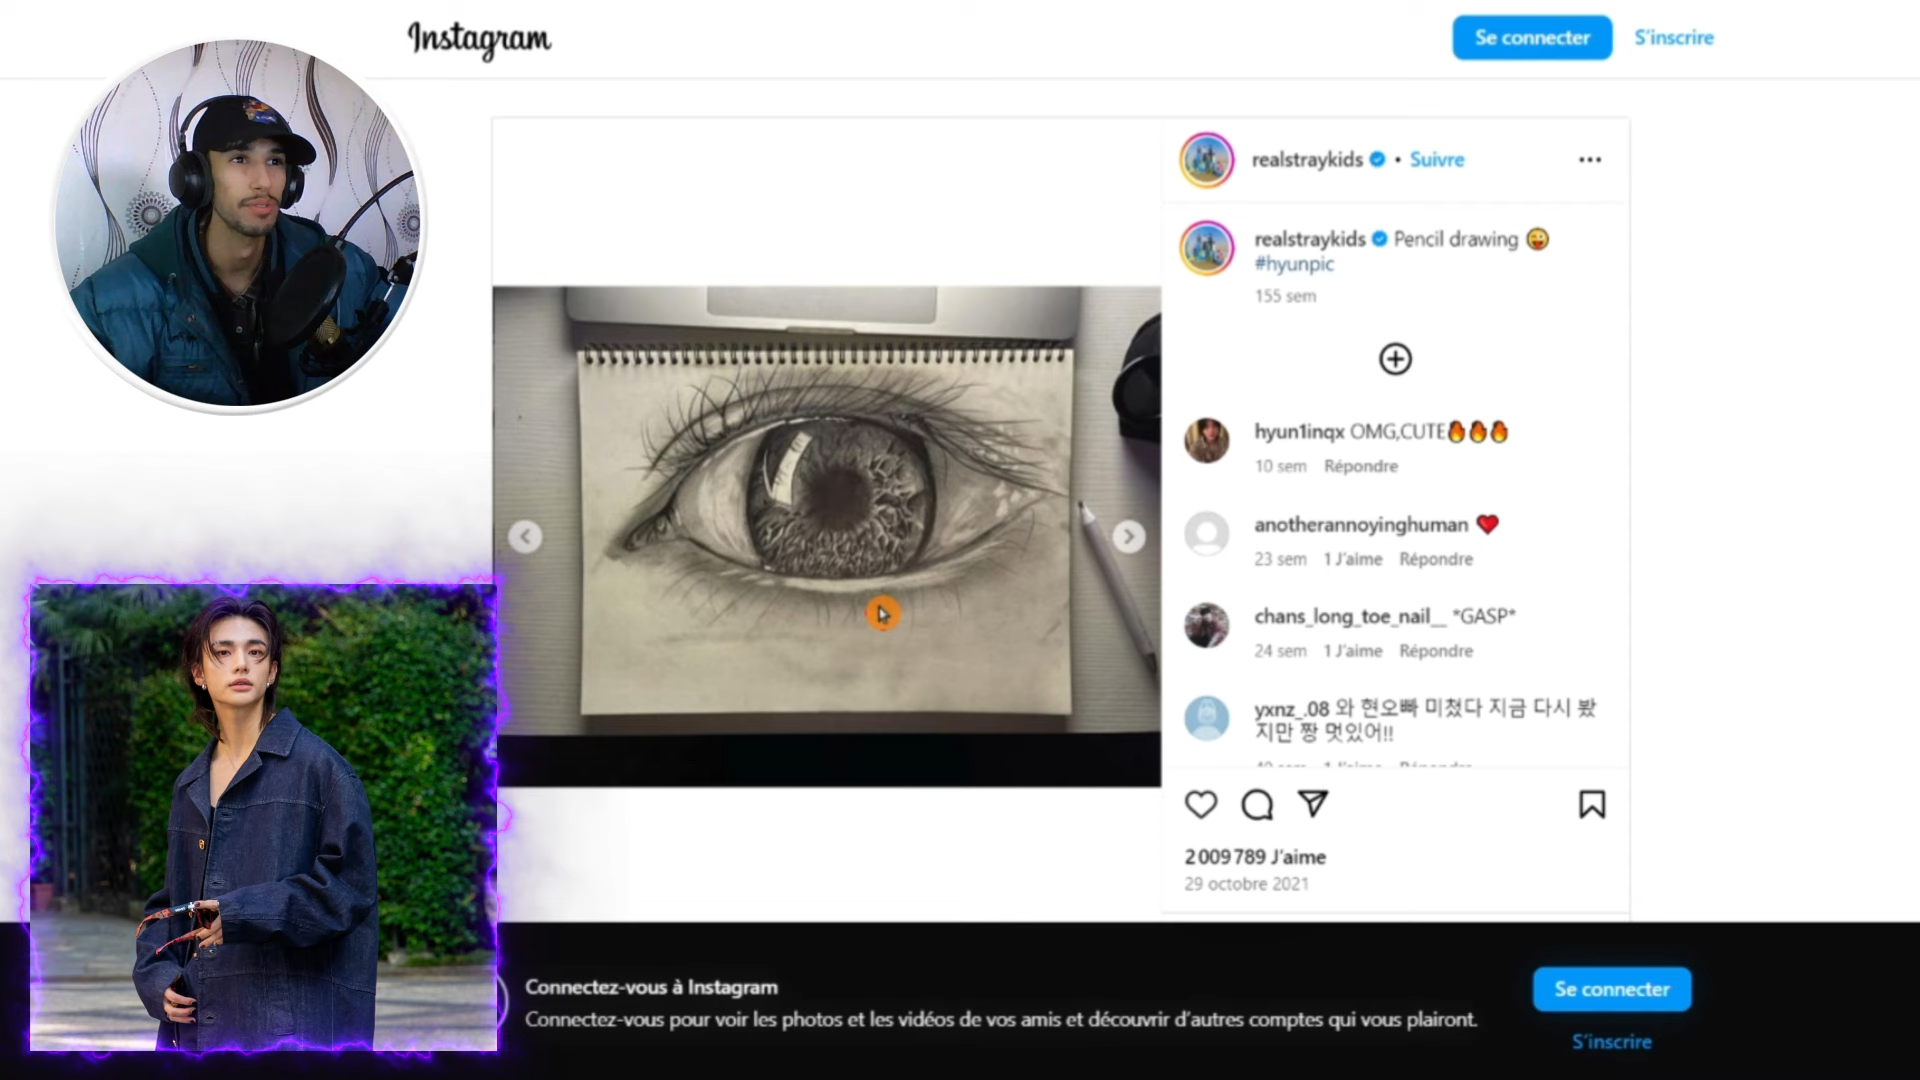 Instagram
Se connecter
S'inscrire
realstraykids • Suivre
realstraykids Pencil drawing 😜
#hyunpic
155 sem
hyun1inqx OMG,CUTE🔥🔥🔥
10 sem Répondre
anotherannoyinghuman ❤️
23 sem 1 J'aime Répondre
chans_long_toe_nail__ *GASP*
24 sem 1 J'aime Répondre
yxnz_.08 와 현오빠 미쳤다 지금 다시 봤
지만 짱 멋있어!!
2 009 789 J'aime
29 octobre 2021
Connectez-vous à Instagram
Connectez-vous pour voir les photos et les vidéos de vos amis et découvrir d'autres comptes qui vous plairont.
Se connecter
S'inscrire